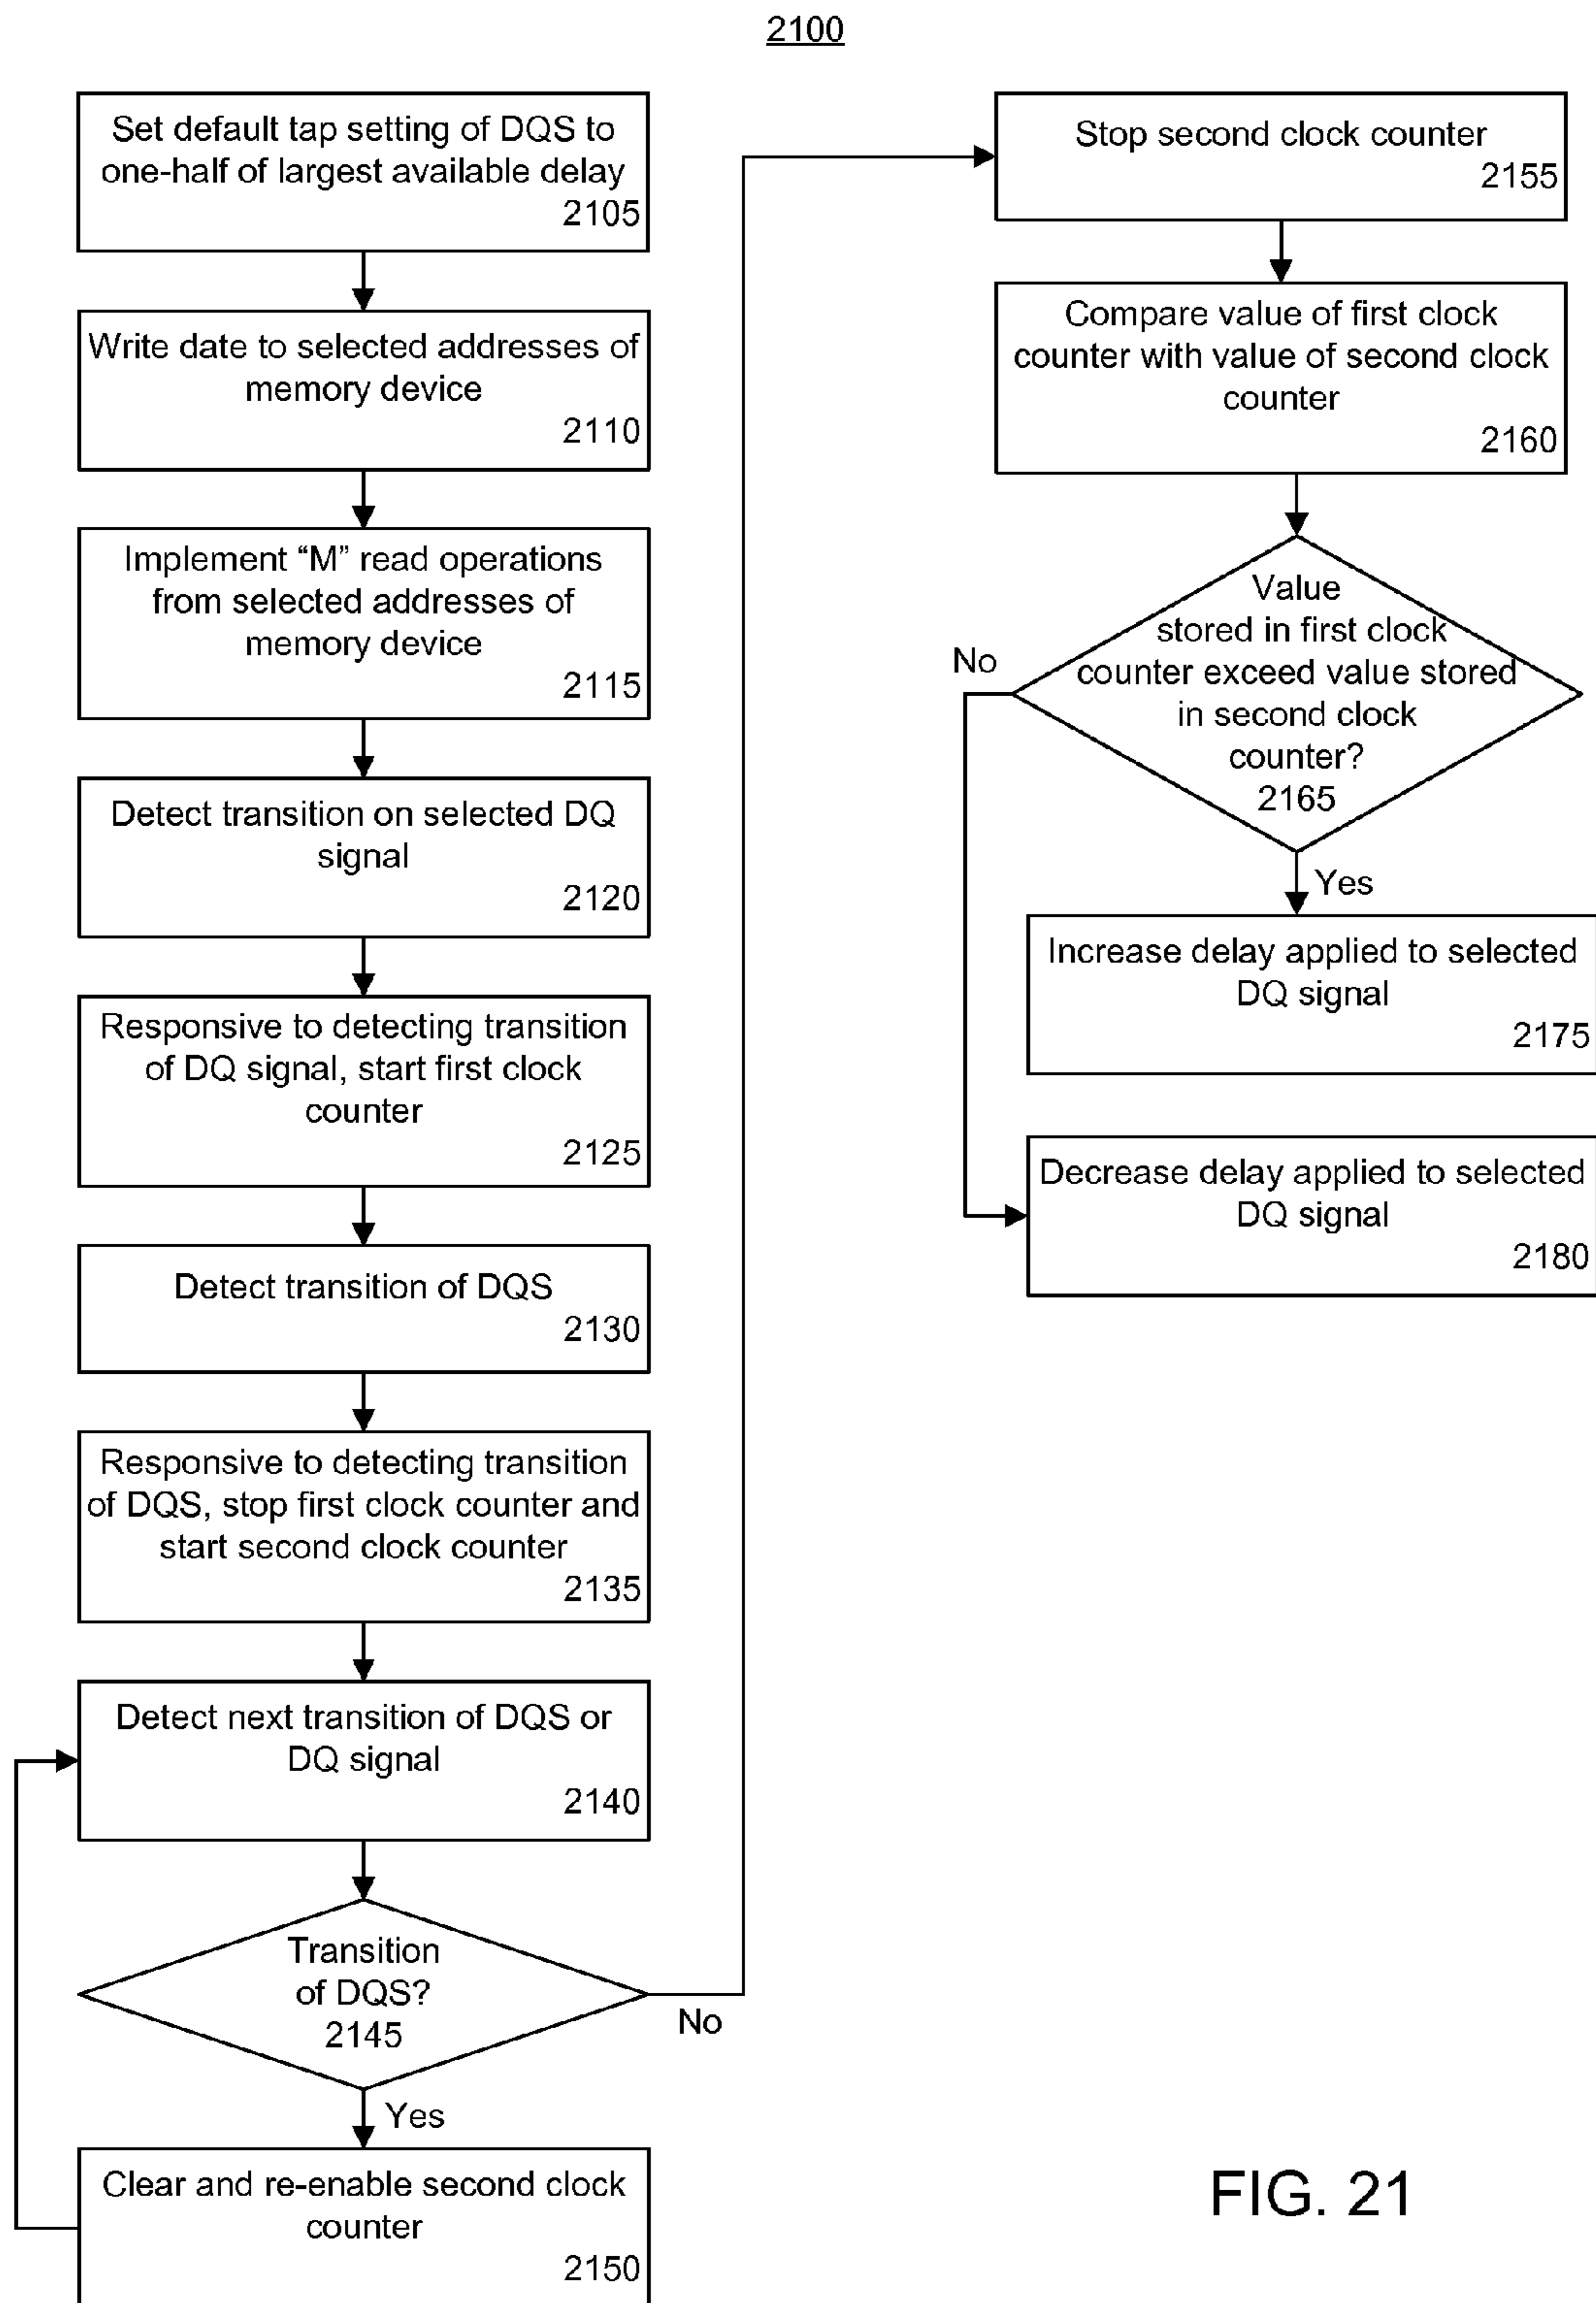 2100
Set default tap setting of DQS to
one-half of largest available delay
2105
Write date to selected addresses of
memory device
2110
Implement “M” read operations
from selected addresses of
memory device
2115
Detect transition on selected DQ
signal
2120
Responsive to detecting transition
of DQ signal, start first clock
counter
2125
Detect transition of DQS
2130
Responsive to detecting transition
of DQS, stop first clock counter and
start second clock counter
2135
Detect next transition of DQS or
DQ signal
2140
Transition
of DQS?
2145
No
Yes
Clear and re-enable second clock
counter
2150
Stop second clock counter
2155
Compare value of first clock
counter with value of second clock
counter
2160
Value
stored in first clock
counter exceed value stored
in second clock
counter?
2165
No
Yes
Increase delay applied to selected
DQ signal
2175
Decrease delay applied to selected
DQ signal
2180
FIG. 21